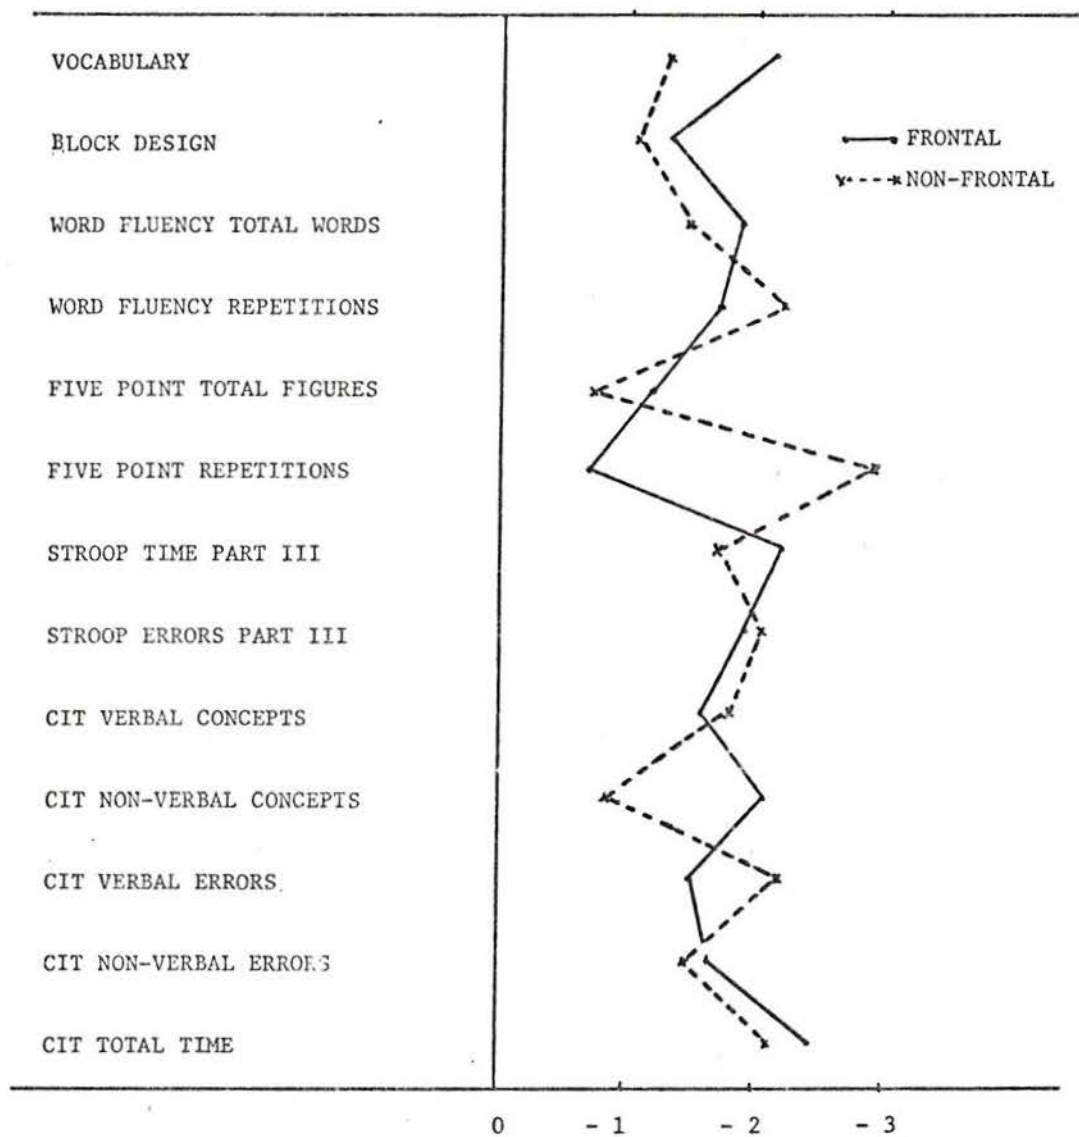 VOCABULARY
BLOCK DESIGN
FRONTAL
NON-FRONTAL
WORD FLUENCY TOTAL WORDS
WORD FLUENCY REPETITIONS
FIVE POINT TOTAL FIGURES
FIVE POINT REPETITIONS
STROOP TIME PART III
STROOP ERRORS PART III
CIT VERBAL CONCEPTS
CIT NON-VERBAL CONCEPTS
CIT VERBAL ERRORS
CIT NON-VERBAL ERRORS
CIT TOTAL TIME
0 - 1 - 2 - 3